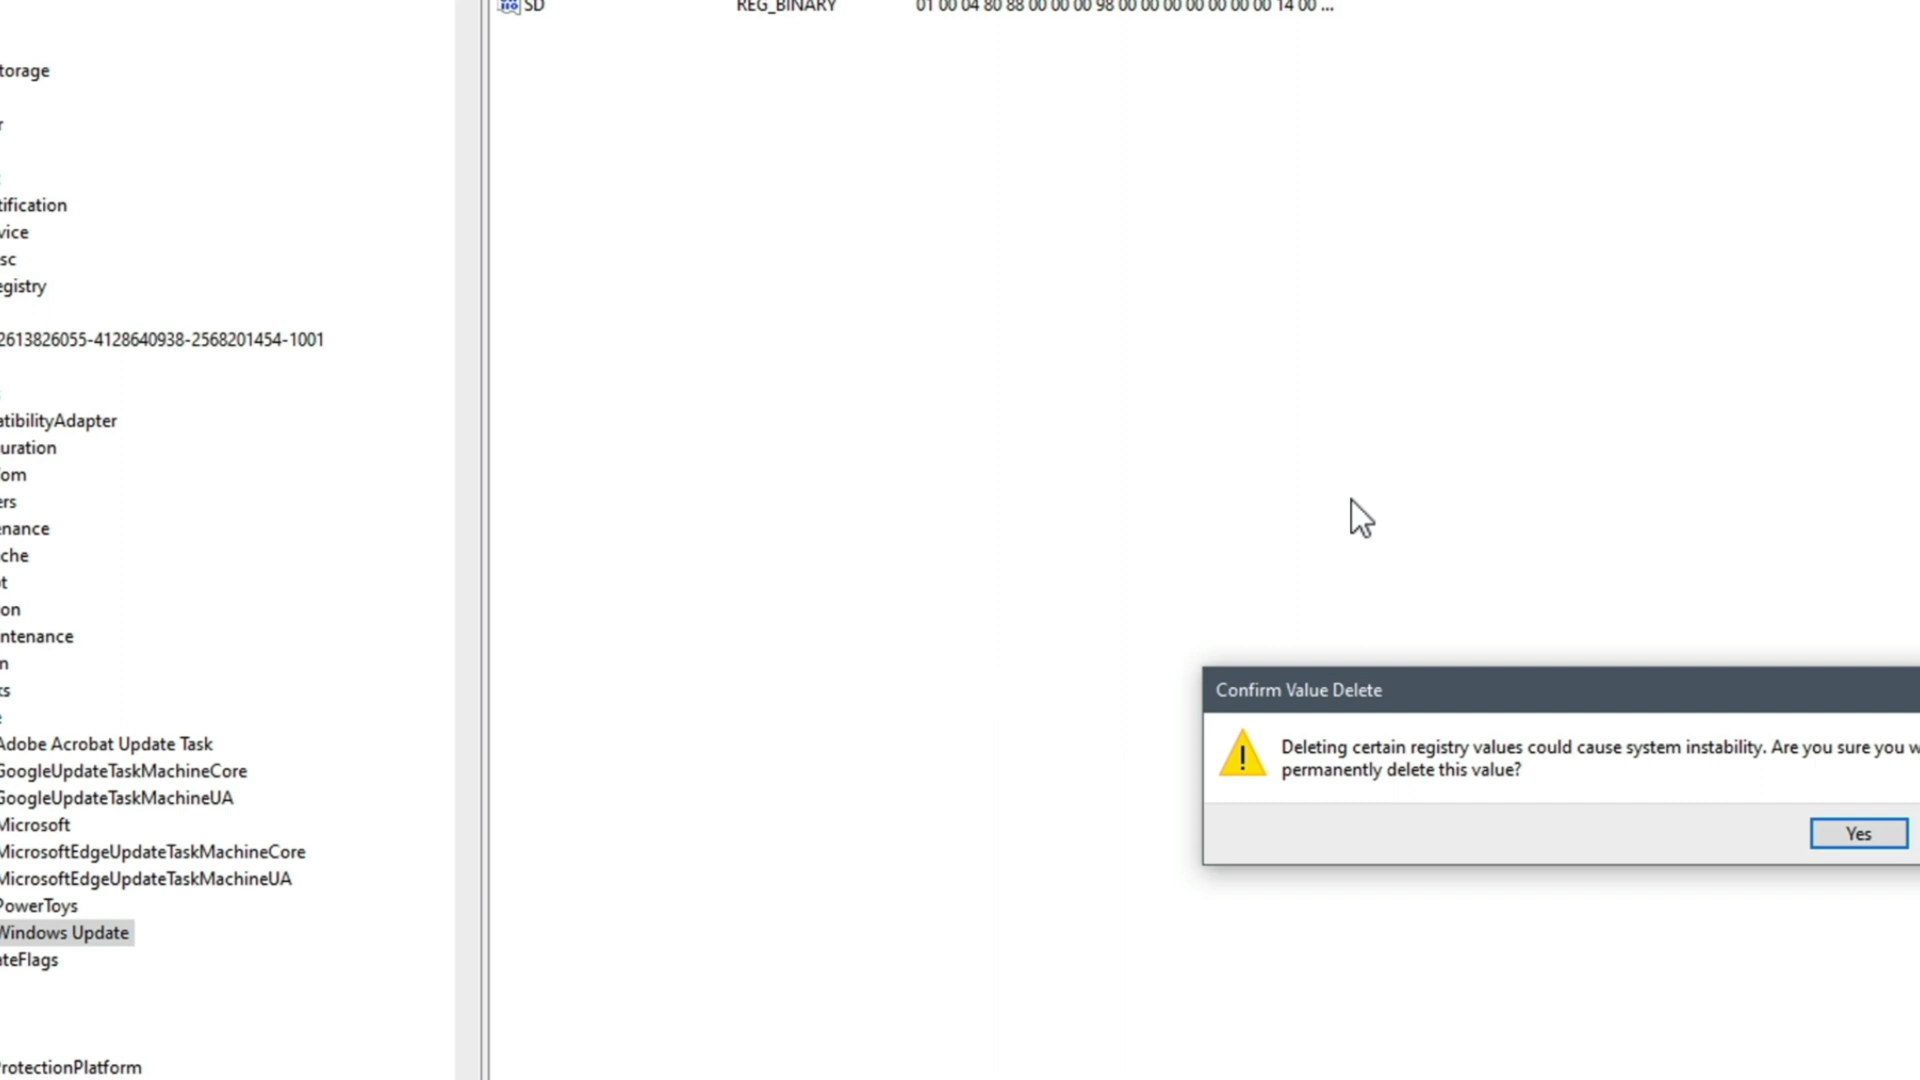 SD REG_BINARY 01 00 04 80 88 00 00 00 98 00 00 00 00 00 00 00 14 00 ...
torage
r
tification
vice
sc
egistry
2613826055-4128640938-2568201454-1001
atibilityAdapter
uration
om
ers
enance
che
ot
on
ntenance
n
cs
e
Adobe Acrobat Update Task
GoogleUpdateTaskMachineCore
GoogleUpdateTaskMachineUA
Microsoft
MicrosoftEdgeUpdateTaskMachineCore
MicrosoftEdgeUpdateTaskMachineUA
PowerToys
Windows Update
ateFlags
rotectionPlatform
Confirm Value Delete
Deleting certain registry values could cause system instability. Are you sure you w
permanently delete this value?
Yes